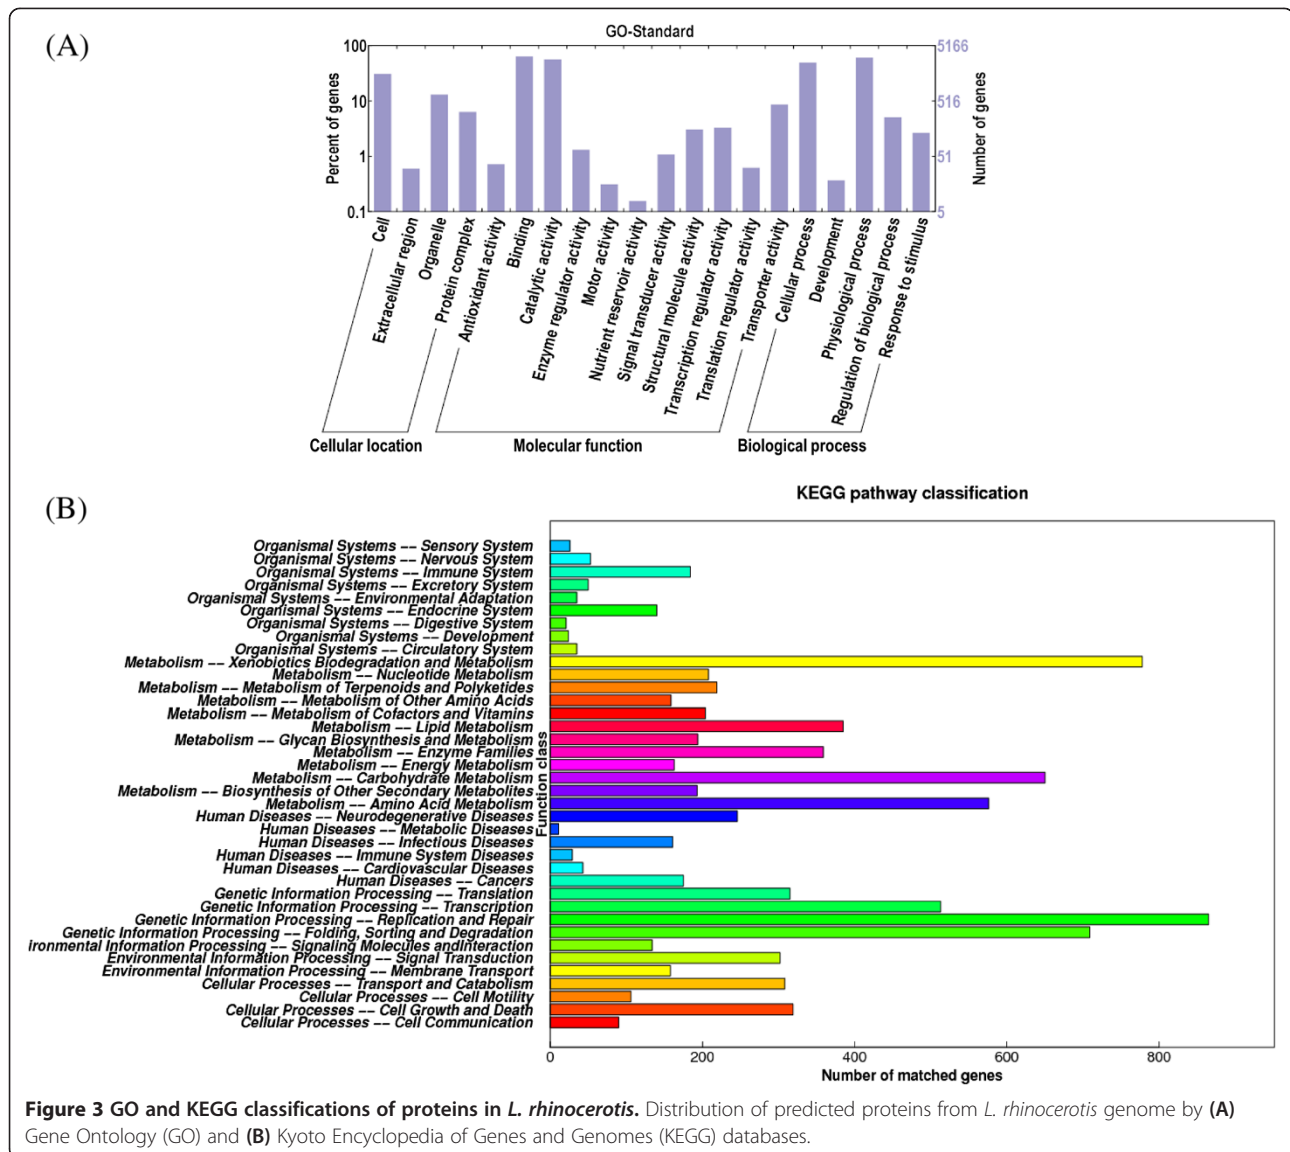 (A)
GO-Standard
Percent of genes
100
10
1
0.1
5166
516
51
5
Number of genes
Cell
Extracellular region
Organelle
Protein complex
Antioxidant activity
Binding
Catalytic activity
Enzyme regulator activity
Motor activity
Nutrient reservoir activity
Signal transducer activity
Structural molecule activity
Transcription regulator activity
Translation regulator activity
Transporter activity
Cellular process
Development
Physiological process
Regulation of biological process
Response to stimulus
Cellular location
Molecular function
Biological process
(B)
KEGG pathway classification
Function class
Organismal Systems -- Sensory System
Organismal Systems -- Nervous System
Organismal Systems -- Immune System
Organismal Systems -- Excretory System
Organismal Systems -- Environmental Adaptation
Organismal Systems -- Endocrine System
Organismal Systems -- Digestive System
Organismal Systems -- Development
Organismal Systems -- Circulatory System
Metabolism -- Xenobiotics Biodegradation and Metabolism
Metabolism -- Nucleotide Metabolism
Metabolism -- Metabolism of Terpenoids and Polyketides
Metabolism -- Metabolism of Other Amino Acids
Metabolism -- Metabolism of Cofactors and Vitamins
Metabolism -- Lipid Metabolism
Metabolism -- Glycan Biosynthesis and Metabolism
Metabolism -- Enzyme Families
Metabolism -- Energy Metabolism
Metabolism -- Carbohydrate Metabolism
Metabolism -- Biosynthesis of Other Secondary Metabolites
Metabolism -- Amino Acid Metabolism
Human Diseases -- Neurodegenerative Diseases
Human Diseases -- Metabolic Diseases
Human Diseases -- Infectious Diseases
Human Diseases -- Immune System Diseases
Human Diseases -- Cardiovascular Diseases
Human Diseases -- Cancers
Genetic Information Processing -- Translation
Genetic Information Processing -- Transcription
Genetic Information Processing -- Replication and Repair
Genetic Information Processing -- Folding, Sorting and Degradation
ironmental Information Processing -- Signaling Molecules andInteraction
Environmental Information Processing -- Signal Transduction
Environmental Information Processing -- Membrane Transport
Cellular Processes -- Transport and Catabolism
Cellular Processes -- Cell Motility
Cellular Processes -- Cell Growth and Death
Cellular Processes -- Cell Communication
0 200 400 600 800
Number of matched genes
Figure 3 GO and KEGG classifications of proteins in L. rhinocerotis. Distribution of predicted proteins from L. rhinocerotis genome by (A)
Gene Ontology (GO) and (B) Kyoto Encyclopedia of Genes and Genomes (KEGG) databases.